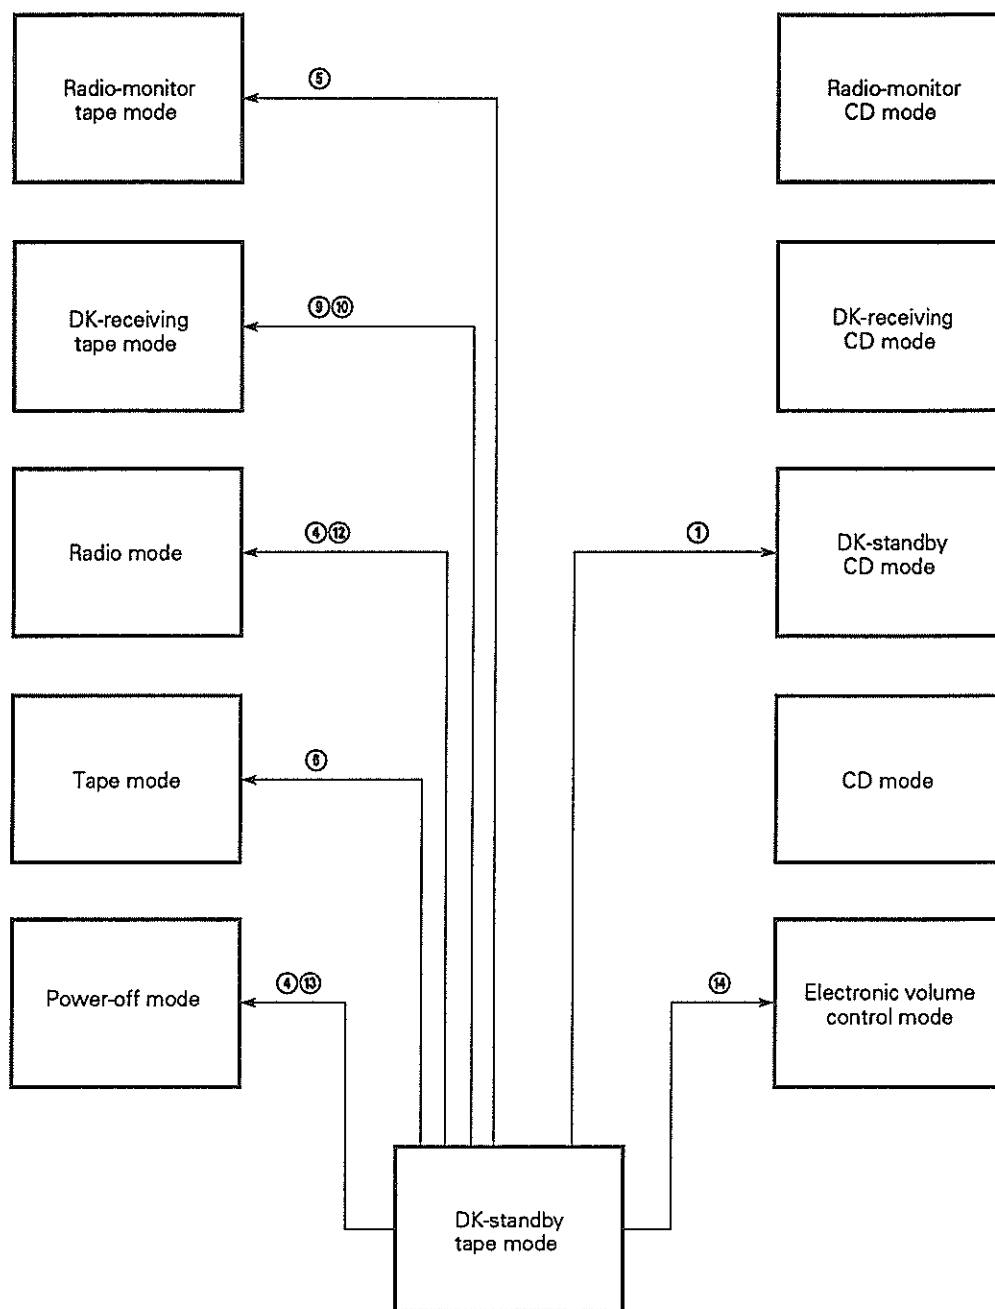 Radio-monitor
tape mode
⑤
Radio-monitor
CD mode
DK-receiving
tape mode
⑨⑩
DK-receiving
CD mode
Radio mode
④⑫
①
DK-standby
CD mode
Tape mode
⑥
CD mode
Power-off mode
④⑬
⑭
Electronic volume
control mode
DK-standby
tape mode